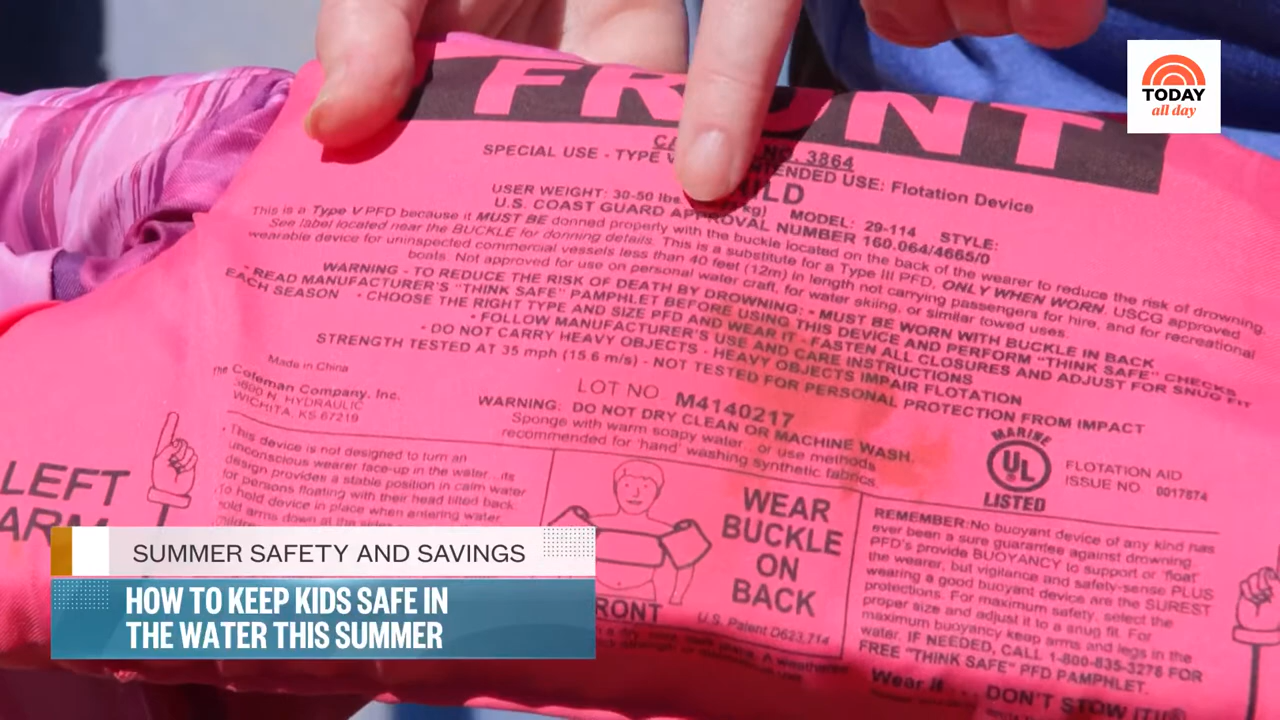 FRONT
CA NO. 3864
SPECIAL USE - TYPE V INTENDED USE: Flotation Device
USER WEIGHT: 30-50 lbs. kg) MODEL: 29-114 STYLE:
U.S. COAST GUARD APPROVAL NUMBER 160.064/4665/0
This is a Type V PFD because it MUST BE donned properly with the buckle located on the back of the wearer to reduce the risk of drowning.
See label located near the BUCKLE for donning details. This is a substitute for a Type III PFD, ONLY WHEN WORN. USCG approved
wearable device for uninspected commercial vessels less than 40 feet (12m) in length not carrying passengers for hire, and for recreational
boats. Not approved for use on personal water craft, for water skiing, or similar towed uses.
WARNING - TO REDUCE THE RISK OF DEATH BY DROWNING: - MUST BE WORN WITH BUCKLE IN BACK
- READ MANUFACTURER'S "THINK SAFE" PAMPHLET BEFORE USING THIS DEVICE AND PERFORM "THINK SAFE" CHECKS
EACH SEASON - CHOOSE THE RIGHT TYPE AND SIZE PFD AND WEAR IT - FASTEN ALL CLOSURES AND ADJUST FOR SNUG FIT
- FOLLOW MANUFACTURER'S USE AND CARE INSTRUCTIONS
- DO NOT CARRY HEAVY OBJECTS - HEAVY OBJECTS IMPAIR FLOTATION
STRENGTH TESTED AT 35 mph (15.6 m/s) - NOT TESTED FOR PERSONAL PROTECTION FROM IMPACT
Made in China
The Coleman Company, Inc.
3690 N. HYDRAULIC
WICHITA, KS 67219
LOT NO. M4140217
WARNING: DO NOT DRY CLEAN OR MACHINE WASH.
Sponge with warm soapy water, or use methods
recommended for 'hand' washing synthetic fabrics.
MARINE
UL
LISTED
FLOTATION AID
ISSUE NO. 0017874
LEFT
ARM
- This device is not designed to turn an
unconscious wearer face-up in the water...its
design provides a stable position in calm water
for persons floating with their head tilted back.
To hold device in place when entering water
hold arms down at the sides
FRONT
WEAR
BUCKLE
ON
BACK
U.S. Patent D623,714
REMEMBER: No buoyant device of any kind has
ever been a sure guarantee against drowning.
PFD's provide BUOYANCY to support or 'float'
the wearer, but vigilance and safety-sense PLUS
wearing a good buoyant device are the SUREST
protections. For maximum safety, select the
proper size and adjust it to a snug fit. For
maximum buoyancy keep arms and legs in the
water. IF NEEDED, CALL 1-800-835-3278 FOR
FREE "THINK SAFE" PFD PAMPHLET.
Wear it DON'T STOW IT!!
TODAY
all day
SUMMER SAFETY AND SAVINGS
HOW TO KEEP KIDS SAFE IN
THE WATER THIS SUMMER